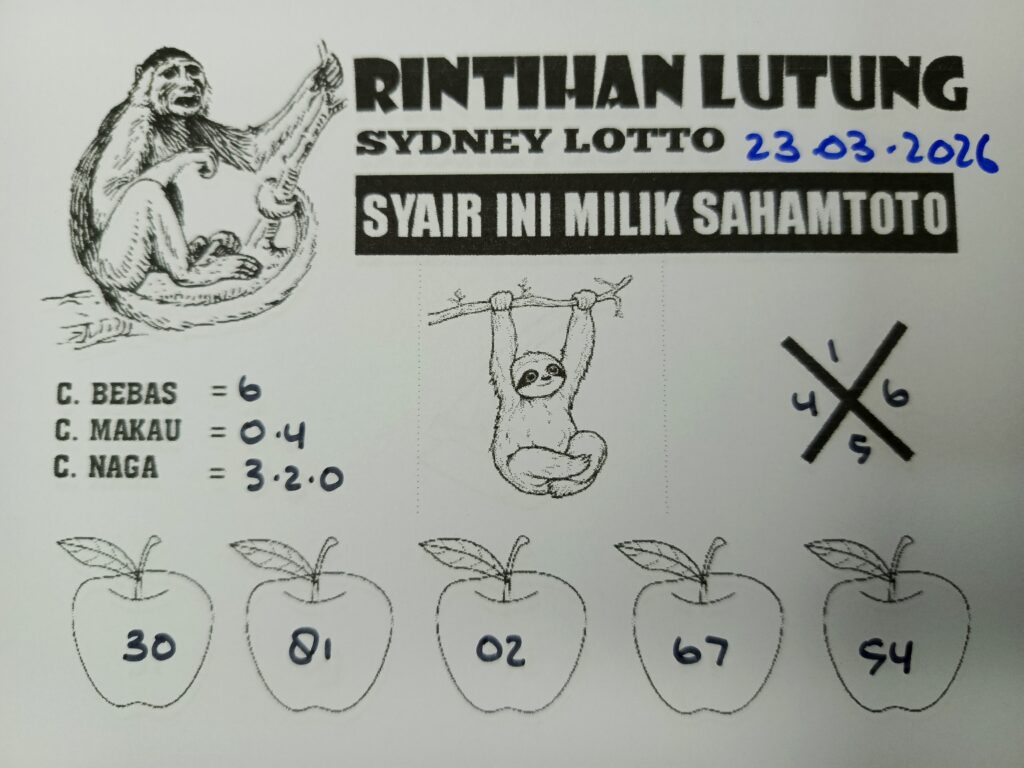 RINTIHAN LUTUNG
SYDNEY LOTTO 23.03.2026
SYAIR INI MILIK SAHAMTOTO
C. BEBAS = 6
C. MAKAU = 0.4
C. NAGA = 3.2.0
1
4 6
5
30 81 02 67 54